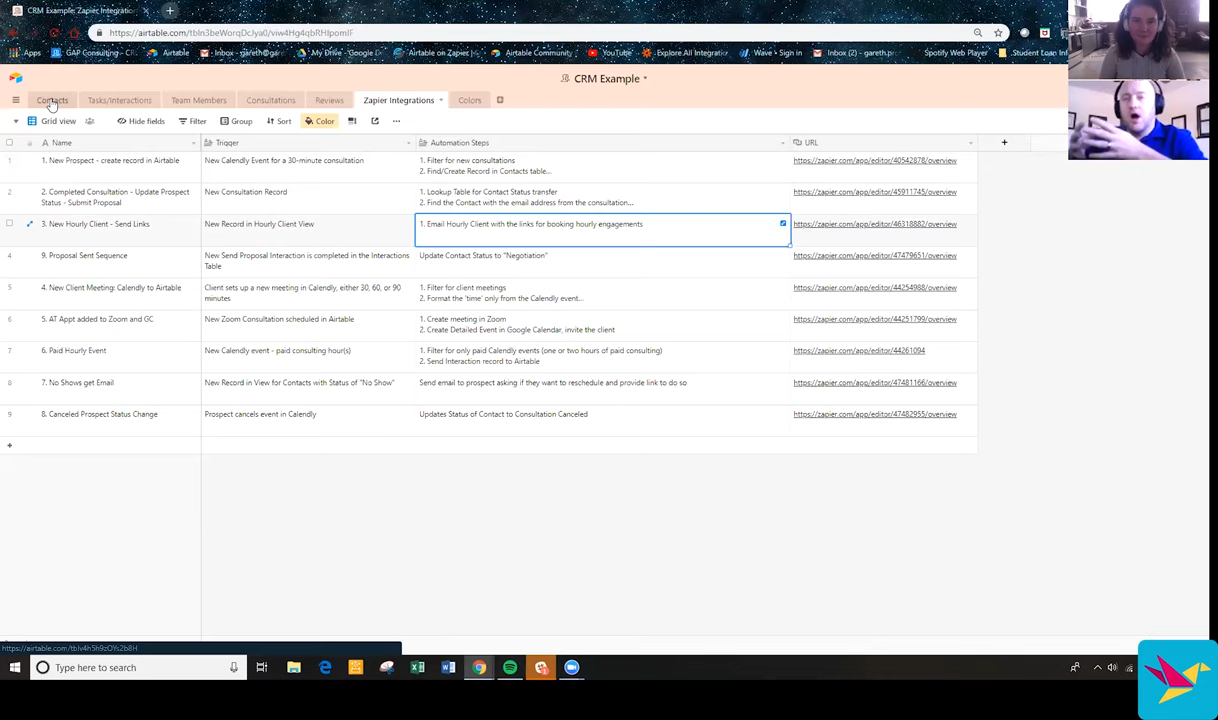 CRM Example: Zapier Integration
https://airtable.com/tbln3beWorqDcJya0/viw4Hg4qbRHIpomIF
Apps
GAP Consulting - CR
Airtable
Inbox - gareth@ga
My Drive - Google D
Airtable on Zapier |
Airtable Community
YouTube
Explore All Integrati
Wave • Sign in
Inbox (2) - gareth.p
Spotify Web Player
Student Loan
CRM Example
Contacts
Tasks/Interactions
Team Members
Consultations
Reviews
Zapier Integrations
Colors
Grid view
Hide fields
Filter
Group
Sort
Color
Name
Trigger
Automation Steps
URL
1
1. New Prospect - create record in Airtable
New Calendly Event for a 30-minute consultation
1. Filter for new consultations
2. Find/Create Record in Contacts table...
https://zapier.com/app/editor/40542878/overview
2
2. Completed Consultation - Update Prospect
Status - Submit Proposal
New Consultation Record
1. Lookup Table for Contact Status transfer
2. Find the Contact with the email address from the consultation...
https://zapier.com/app/editor/45911745/overview
3. New Hourly Client - Send Links
New Record in Hourly Client View
1. Email Hourly Client with the links for booking hourly engagements
https://zapier.com/app/editor/46318882/overview
4
9. Proposal Sent Sequence
New Send Proposal Interaction is completed in the Interactions
Table
Update Contact Status to "Negotiation"
https://zapier.com/app/editor/47479651/overview
5
4. New Client Meeting: Calendly to Airtable
Client sets up a new meeting in Calendly, either 30, 60, or 90
minutes
1. Filter for client meetings
2. Format the 'time' only from the Calendly event...
https://zapier.com/app/editor/44254988/overview
6
5. AT Appt added to Zoom and GC
New Zoom Consultation scheduled in Airtable
1. Create meeting in Zoom
2. Create Detailed Event in Google Calendar, invite the client
https://zapier.com/app/editor/44251799/overview
7
6. Paid Hourly Event
New Calendly event - paid consulting hour(s)
1. Filter for only paid Calendly events (one or two hours of paid consulting)
2. Send Interaction record to Airtable
https://zapier.com/app/editor/44261094
8
7. No Shows get Email
New Record in View for Contacts with Status of "No Show"
Send email to prospect asking if they want to reschedule and provide link to do so
https://zapier.com/app/editor/47481166/overview
9
8. Canceled Prospect Status Change
Prospect cancels event in Calendly
Updates Status of Contact to Consultation Canceled
https://zapier.com/app/editor/47482955/overview
https://airtable.com/tblv4h5h9zOYs2b8H
Type here to search